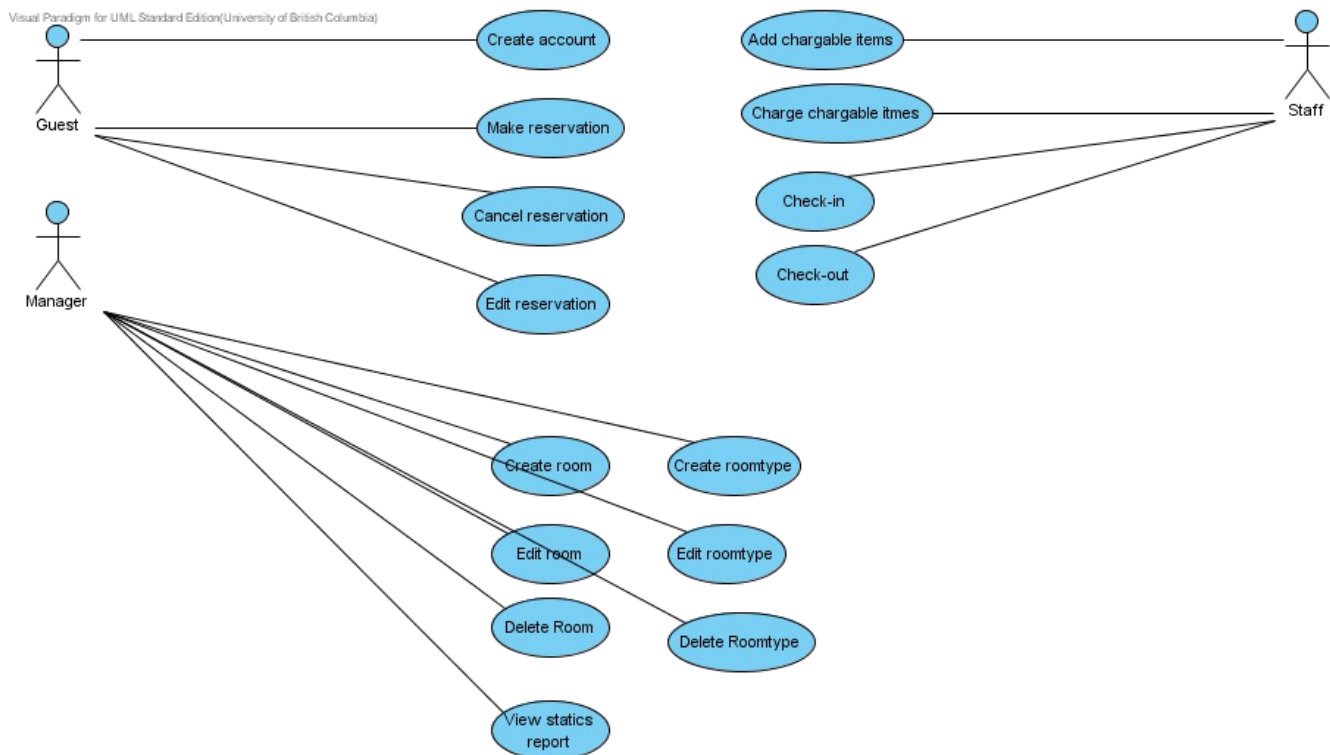 Visual Paradigm for UML Standard Edition(University of British Columbia)
Create account
Add chargable items
Guest
Staff
Make reservation
Charge chargable itmes
Cancel reservation
Check-in
Manager
Edit reservation
Check-out
Create room
Create roomtype
Edit room
Edit roomtype
Delete Room
Delete Roomtype
View statics
report